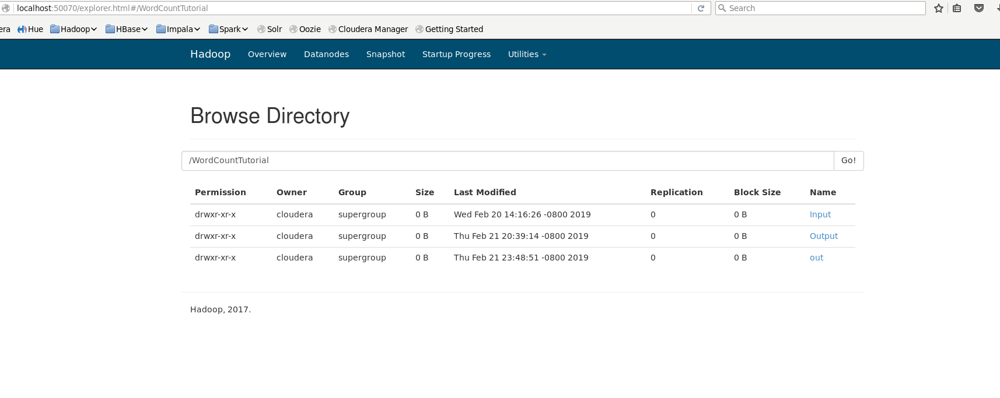 localhost:50070/explorer.html#/WordCountTutorial Search
era Hue Hadoop HBase Impala Spark Solr Oozie Cloudera Manager Getting Started
Hadoop Overview Datanodes Snapshot Startup Progress Utilities
Browse Directory
/WordCountTutorial Go!
Permission Owner Group Size Last Modified Replication Block Size Name
drwxr-xr-x cloudera supergroup 0 B Wed Feb 20 14:16:26 -0800 2019 0 0 B Input
drwxr-xr-x cloudera supergroup 0 B Thu Feb 21 20:39:14 -0800 2019 0 0 B Output
drwxr-xr-x cloudera supergroup 0 B Thu Feb 21 23:48:51 -0800 2019 0 0 B out
Hadoop, 2017.